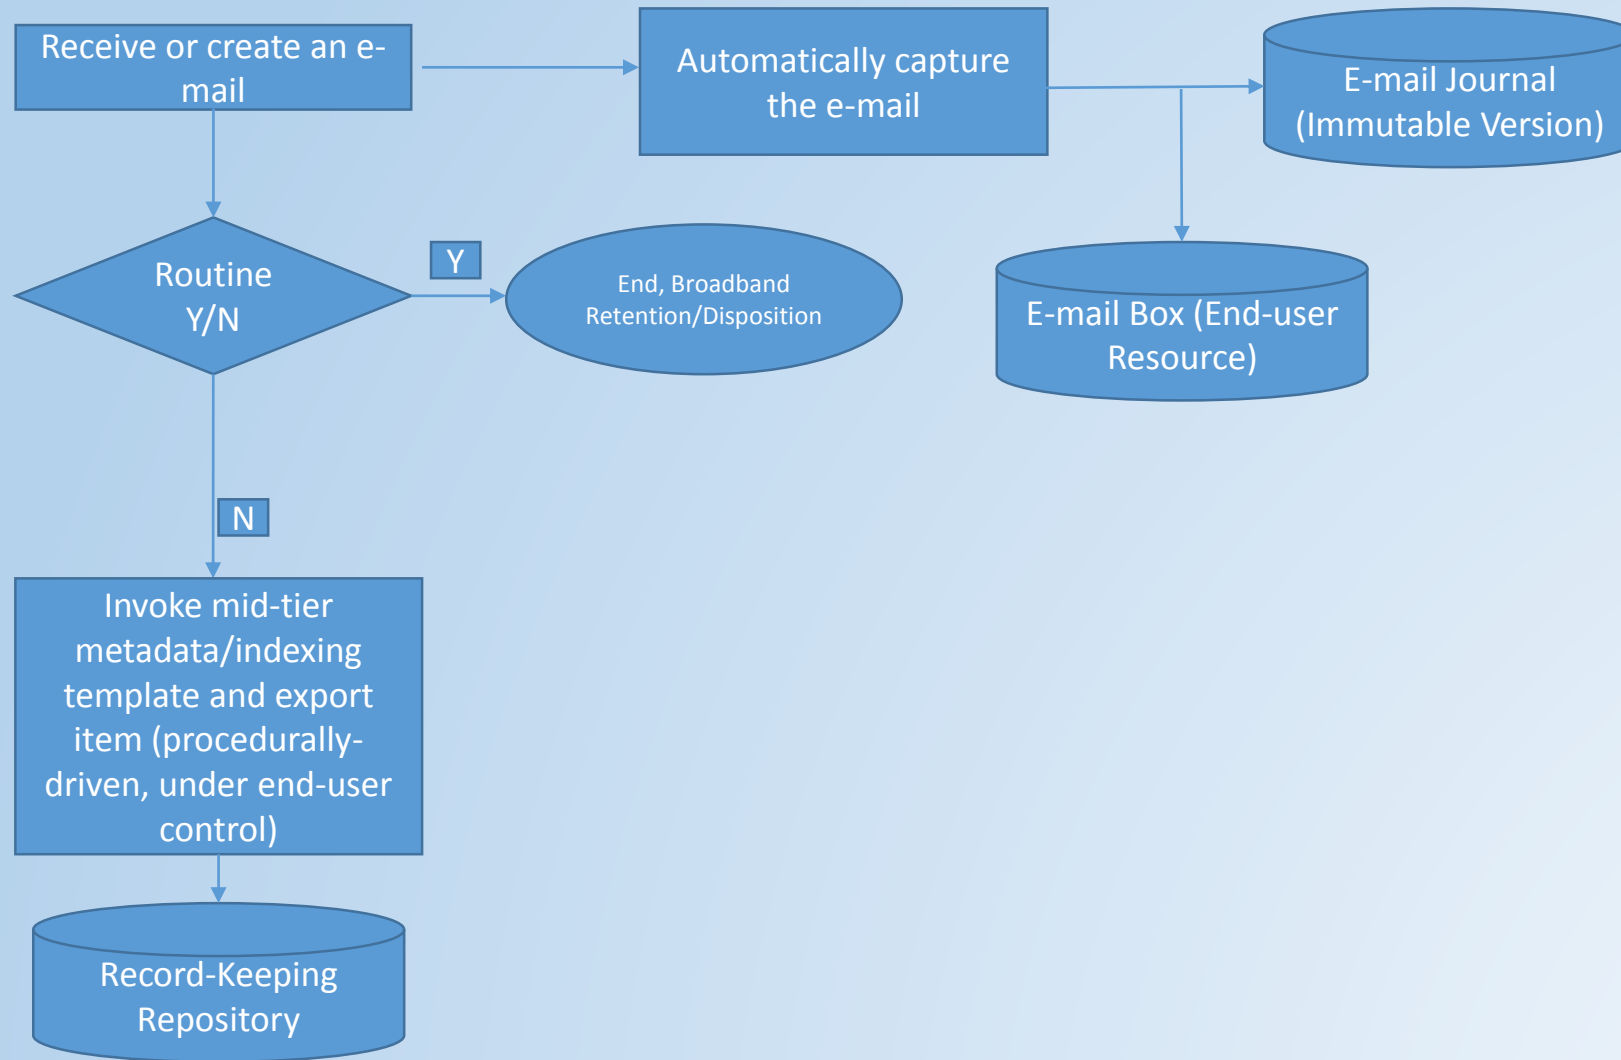 Receive or create an e-
mail
Automatically capture
the e-mail
E-mail Journal
(Immutable Version)
Routine
Y/N
Y
End, Broadband
Retention/Disposition
E-mail Box (End-user
Resource)
N
Invoke mid-tier
metadata/indexing
template and export
item (procedurally-
driven, under end-user
control)
Record-Keeping
Repository